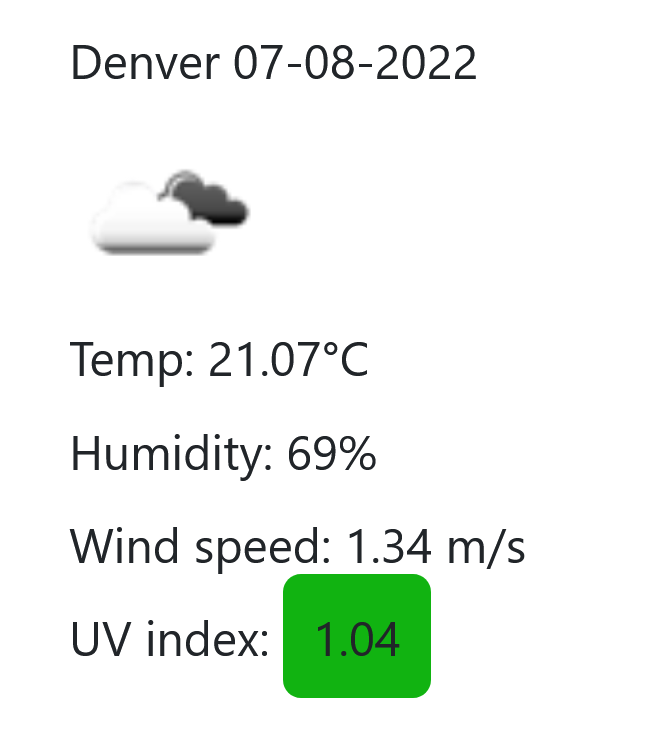 Denver 07-08-2022
Temp: 21.07°C
Humidity: 69%
Wind speed: 1.34 m/s
UV index: 1.04